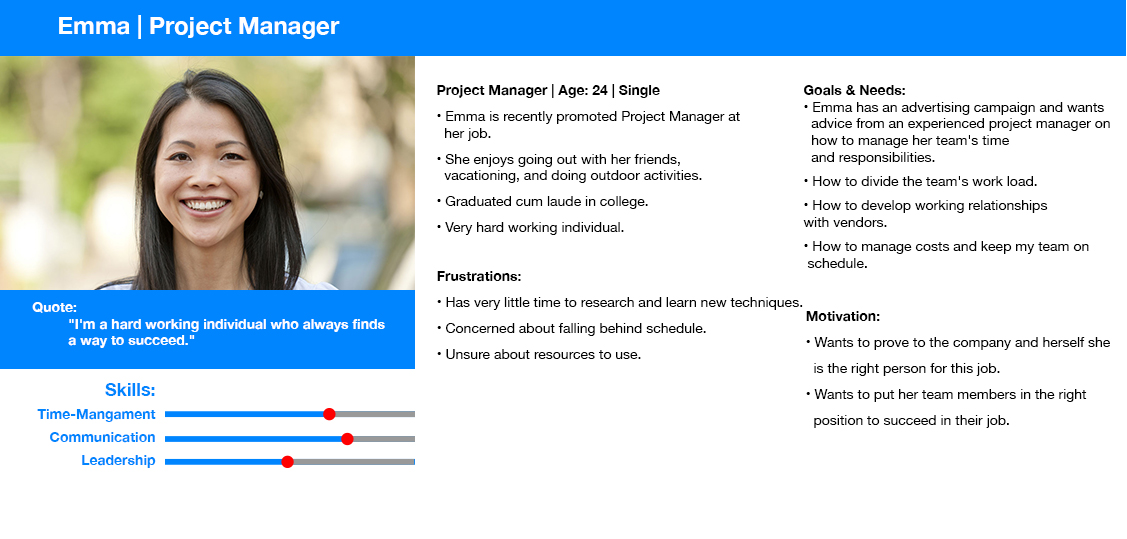 Emma | Project Manager
Quote:
"I'm a hard working individual who always finds
a way to succeed."
Skills:
Time-Mangament
Communication
Leadership
Project Manager | Age: 24 | Single
• Emma is recently promoted Project Manager at
her job.
• She enjoys going out with her friends,
vacationing, and doing outdoor activities.
• Graduated cum laude in college.
• Very hard working individual.
Frustrations:
• Has very little time to research and learn new techniques.
• Concerned about falling behind schedule.
• Unsure about resources to use.
Goals & Needs:
• Emma has an advertising campaign and wants
advice from an experienced project manager on
how to manage her team's time
and responsibilities.
• How to divide the team's work load.
• How to develop working relationships
with vendors.
• How to manage costs and keep my team on
schedule.
Motivation:
• Wants to prove to the company and herself she
is the right person for this job.
• Wants to put her team members in the right
position to succeed in their job.